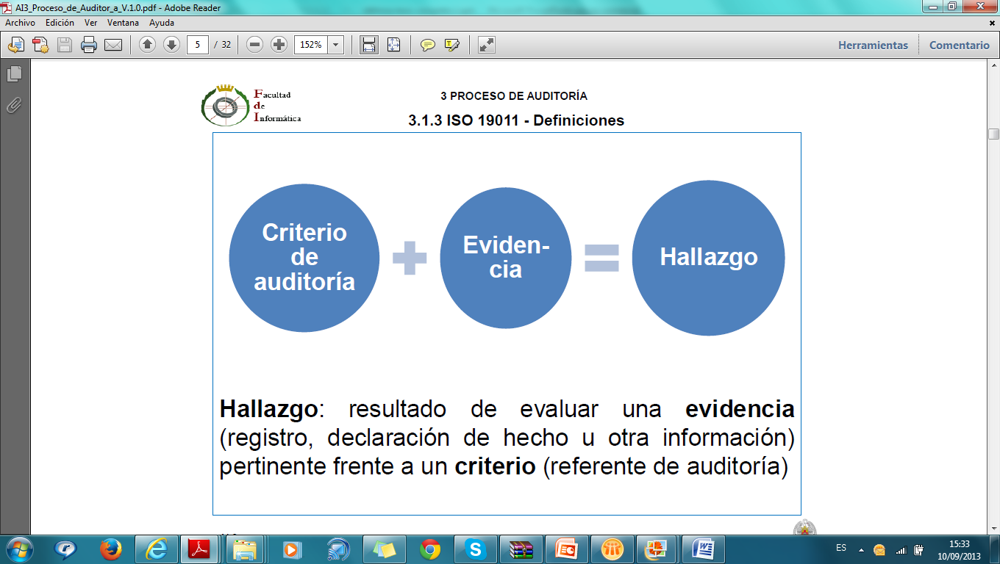 AI3_Proceso_de_Auditor_a_V.1.0.pdf - Adobe Reader
Archivo Edición Ver Ventana Ayuda
5 / 32 152% Herramientas Comentario
Facultad
de
Informática
3 PROCESO DE AUDITORÍA
3.1.3 ISO 19011 - Definiciones
Criterio
de
auditoría
+
Eviden-
cia
=
Hallazgo
Hallazgo: resultado de evaluar una evidencia
(registro, declaración de hecho u otra información)
pertinente frente a un criterio (referente de auditoría)
ES
15:33
10/09/2013